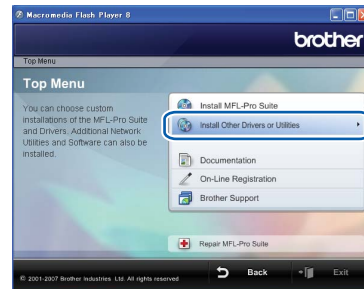 Macromedia Flash Player 8
brother
Top Menu
Top Menu
You can choose custom
installations of the MFL-Pro Suite
and Drivers, Additional Network
Utilities and Software can also be
installed.
Install MFL-Pro Suite
Install Other Drivers or Utilities
Documentation
On-Line Registration
Brother Support
Repair MFL-Pro Suite
© 2001-2007 Brother Industries Ltd. All rights reserved
Back
Exit